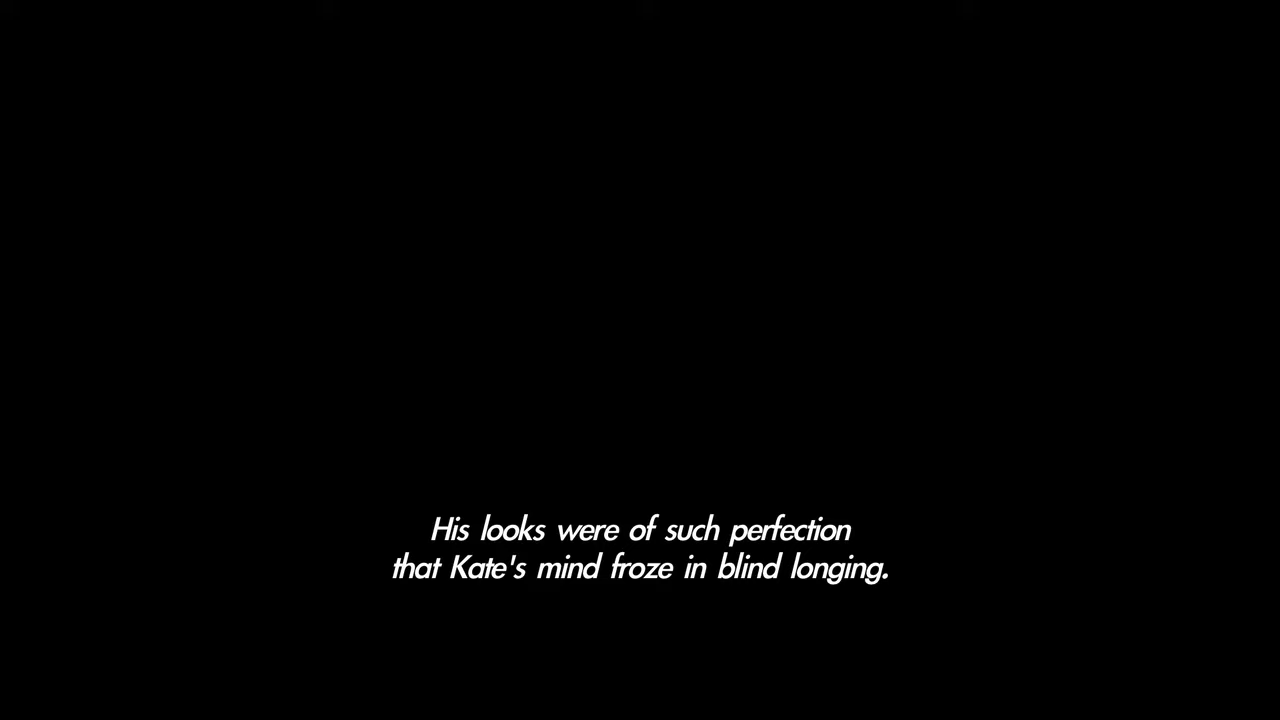 His looks were of such perfection
that Kate's mind froze in blind longing.